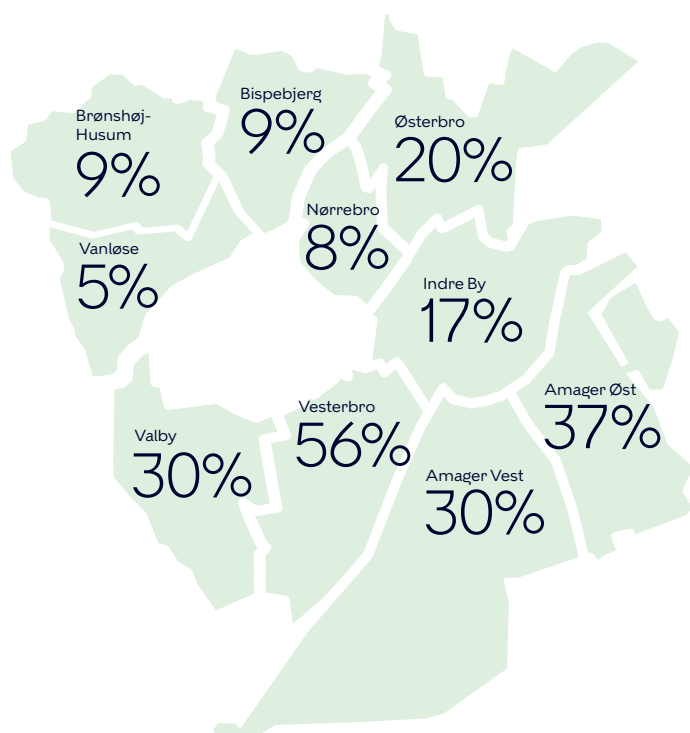 Bispebjerg
9%
Brønshøj-
Husum
9%
Østerbro
20%
Nørrebro
8%
Vanløse
5%
Indre By
17%
Amager Øst
37%
Vesterbro
56%
Valby
30%
Amager Vest
30%